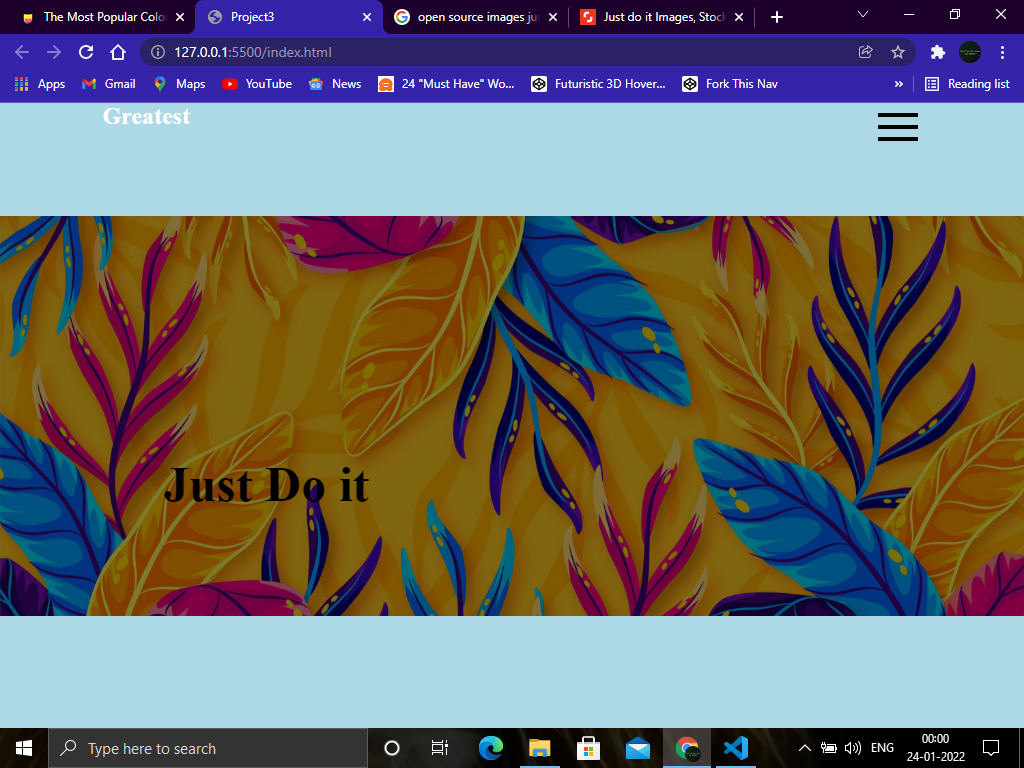 The Most Popular Colo
Project3
open source images ju
Just do it Images, Stoc
127.0.0.1:5500/index.html
Apps
Gmail
Maps
YouTube
News
24 "Must Have" Wo...
Futuristic 3D Hover...
Fork This Nav
»
Reading list
Greatest
Just Do it
Type here to search
ENG
00:00
24-01-2022